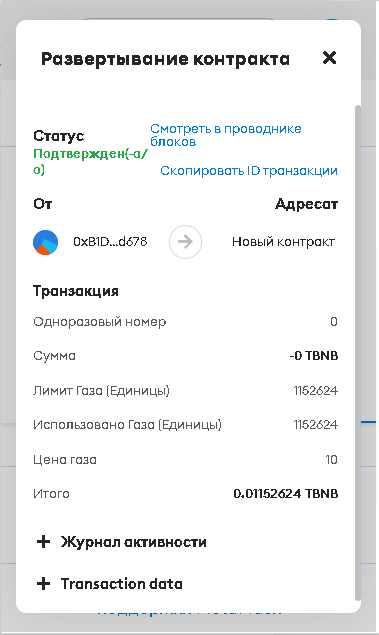 Развертывание контракта
Статус
Смотреть в проводнике
блоков
Подтвержден(-а/
о)
Скопировать ID транзакции
От Адресат
0xB1D...d678 Новый контракт
Транзакция
Одноразовый номер 0
Сумма -0 TBNB
Лимит Газа (Единицы) 1152624
Использовано Газа (Единицы) 1152624
Цена газа 10
Итого 0.01152624 TBNB
+ Журнал активности
+ Transaction data